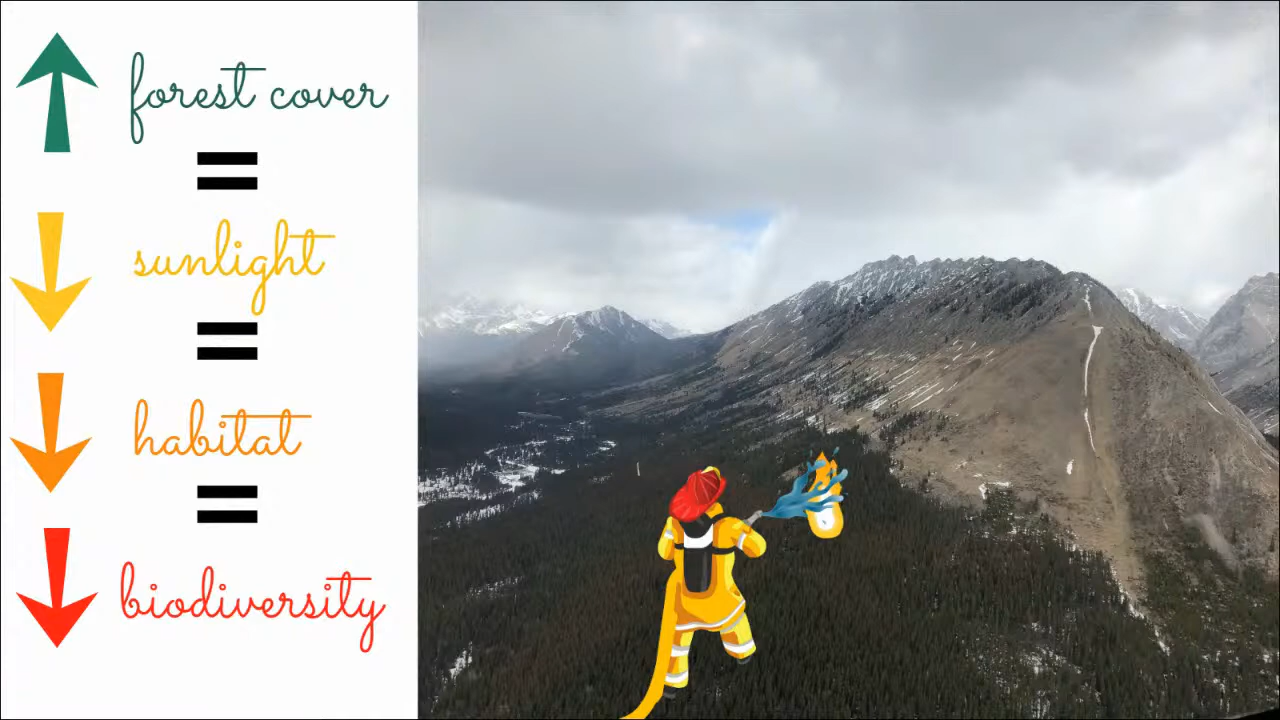 forest cover
=
sunlight
=
habitat
=
biodiversity